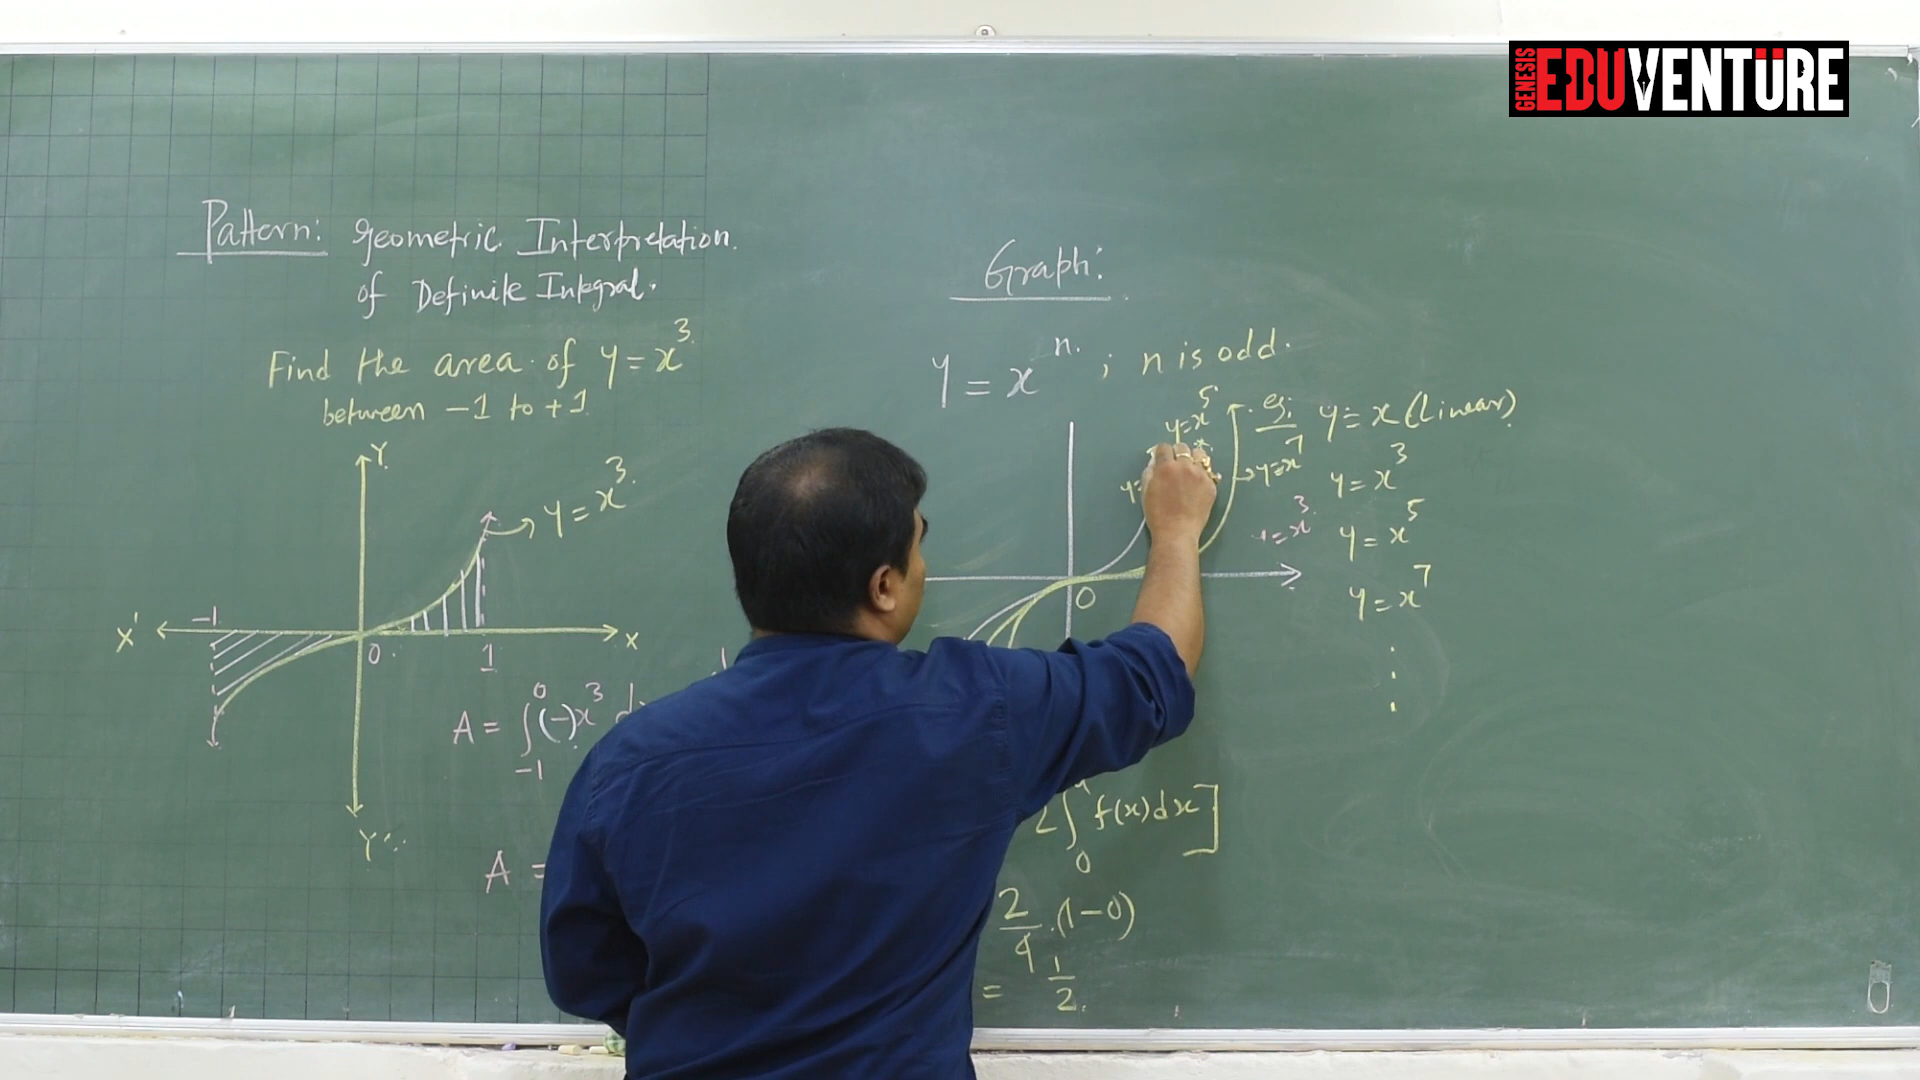 GENESIS EDUVENTURE
Pattern: Geometric Interpretation
of Definite Integral.
Find the area of y = x³
between -1 to +1
Y
y = x³
-1
X'
X
0
1
A = ∫₋₁⁰ (-)x³
Y'
A =
Graph:
y = xⁿ ; n is odd.
y=x⁵
eg: y = x (Linear)
y=x⁷
y = x³
x³
y = x⁵
y = x⁷
0
∫₀ f(x)dx]
2/4 .(1-0)
= 1/2